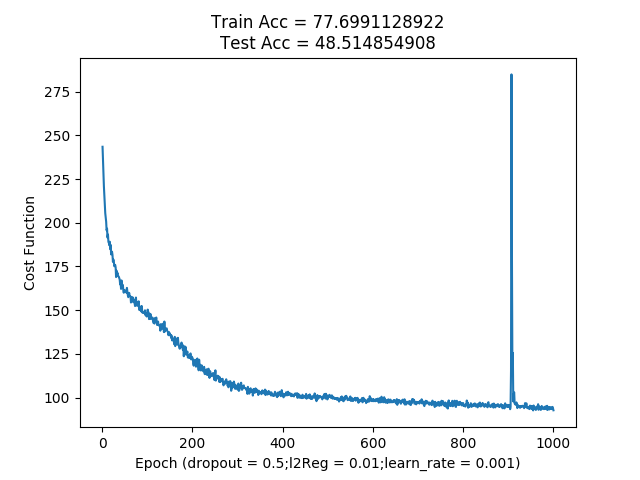 Train Acc = 77.6991128922
Test Acc = 48.514854908
275
250
225
200
175
150
125
100
Cost Function
0 200 400 600 800 1000
Epoch (dropout = 0.5;l2Reg = 0.01;learn_rate = 0.001)